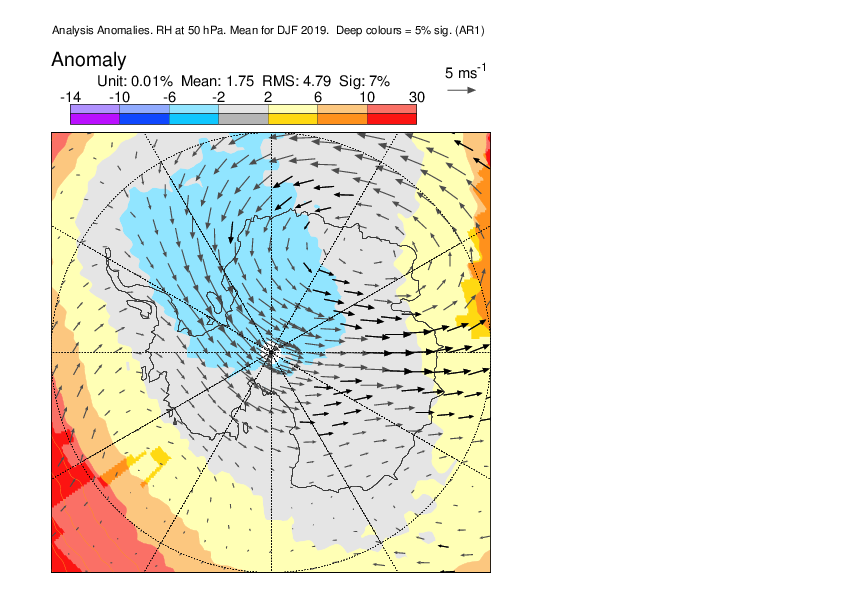 Analysis Anomalies. RH at 50 hPa. Mean for DJF 2019. Deep colours = 5% sig. (AR1)
Anomaly
5 ms-1
Unit: 0.01% Mean: 1.75 RMS: 4.79 Sig: 7%
-14 -10 -6 -2 2 6 10 30